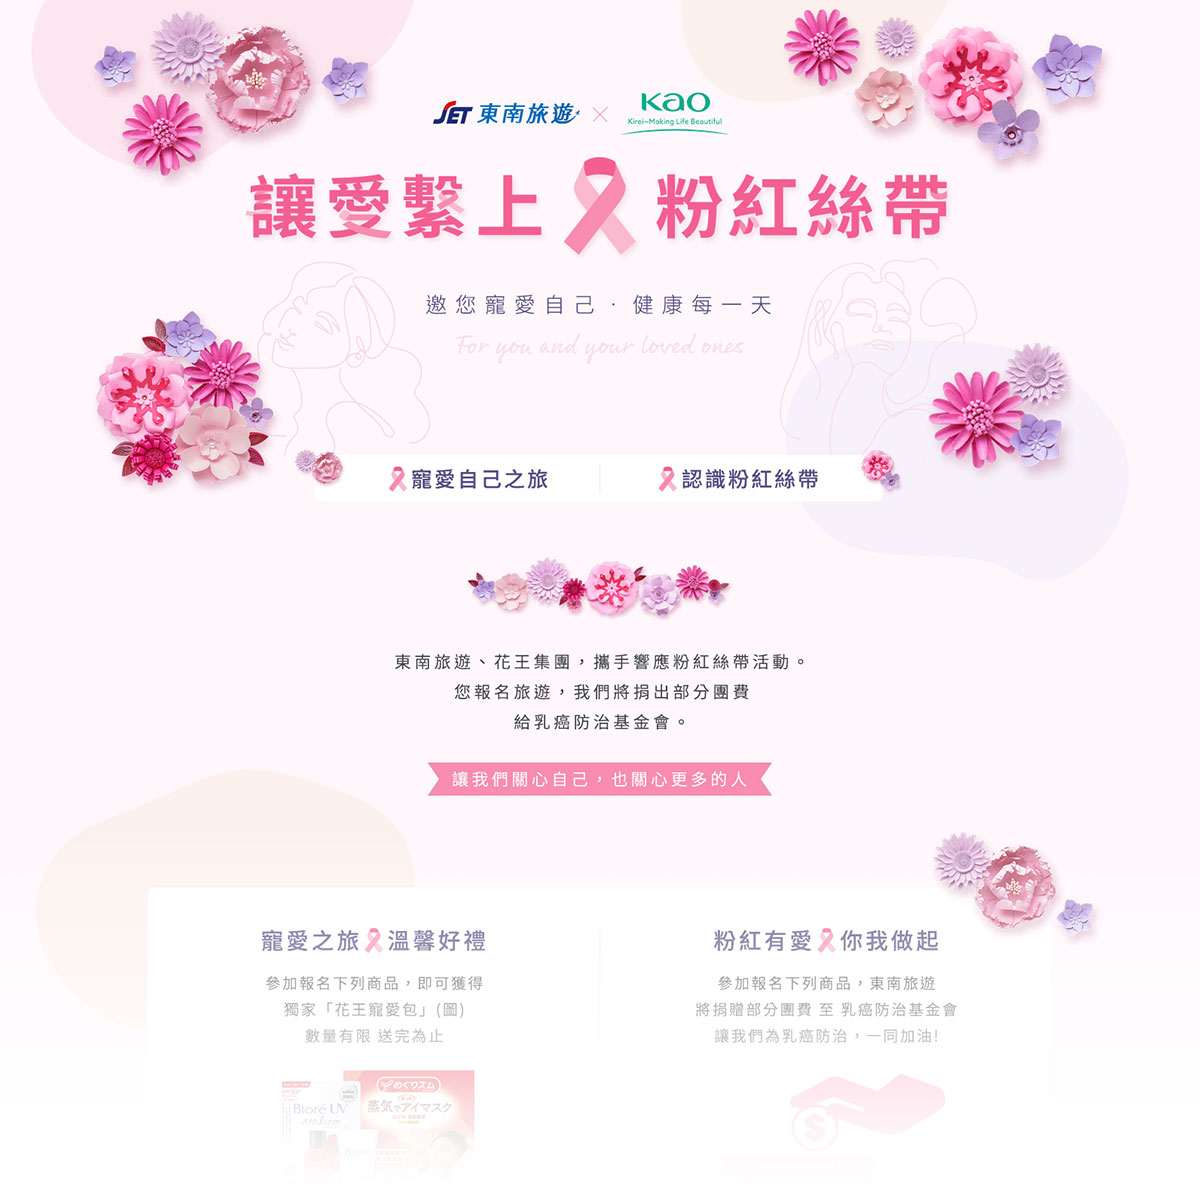 SET 東南旅遊 × Kao
Kirei—Making Life Beautiful
讓愛繫上 粉紅絲帶
邀您寵愛自己．健康每一天
For you and your loved ones
寵愛自己之旅
認識粉紅絲帶
東南旅遊、花王集團，攜手響應粉紅絲帶活動。
您報名旅遊，我們將捐出部分團費
給乳癌防治基金會。
讓我們關心自己，也關心更多的人
寵愛之旅 溫馨好禮
參加報名下列商品，即可獲得
獨家「花王寵愛包」(圖)
數量有限 送完為止
Bioré UV
Athlizm
Bioré
めぐりズム
蒸気でアイマスク
粉紅有愛 你我做起
參加報名下列商品，東南旅遊
將捐贈部分團費 至 乳癌防治基金會
讓我們為乳癌防治，一同加油!
$